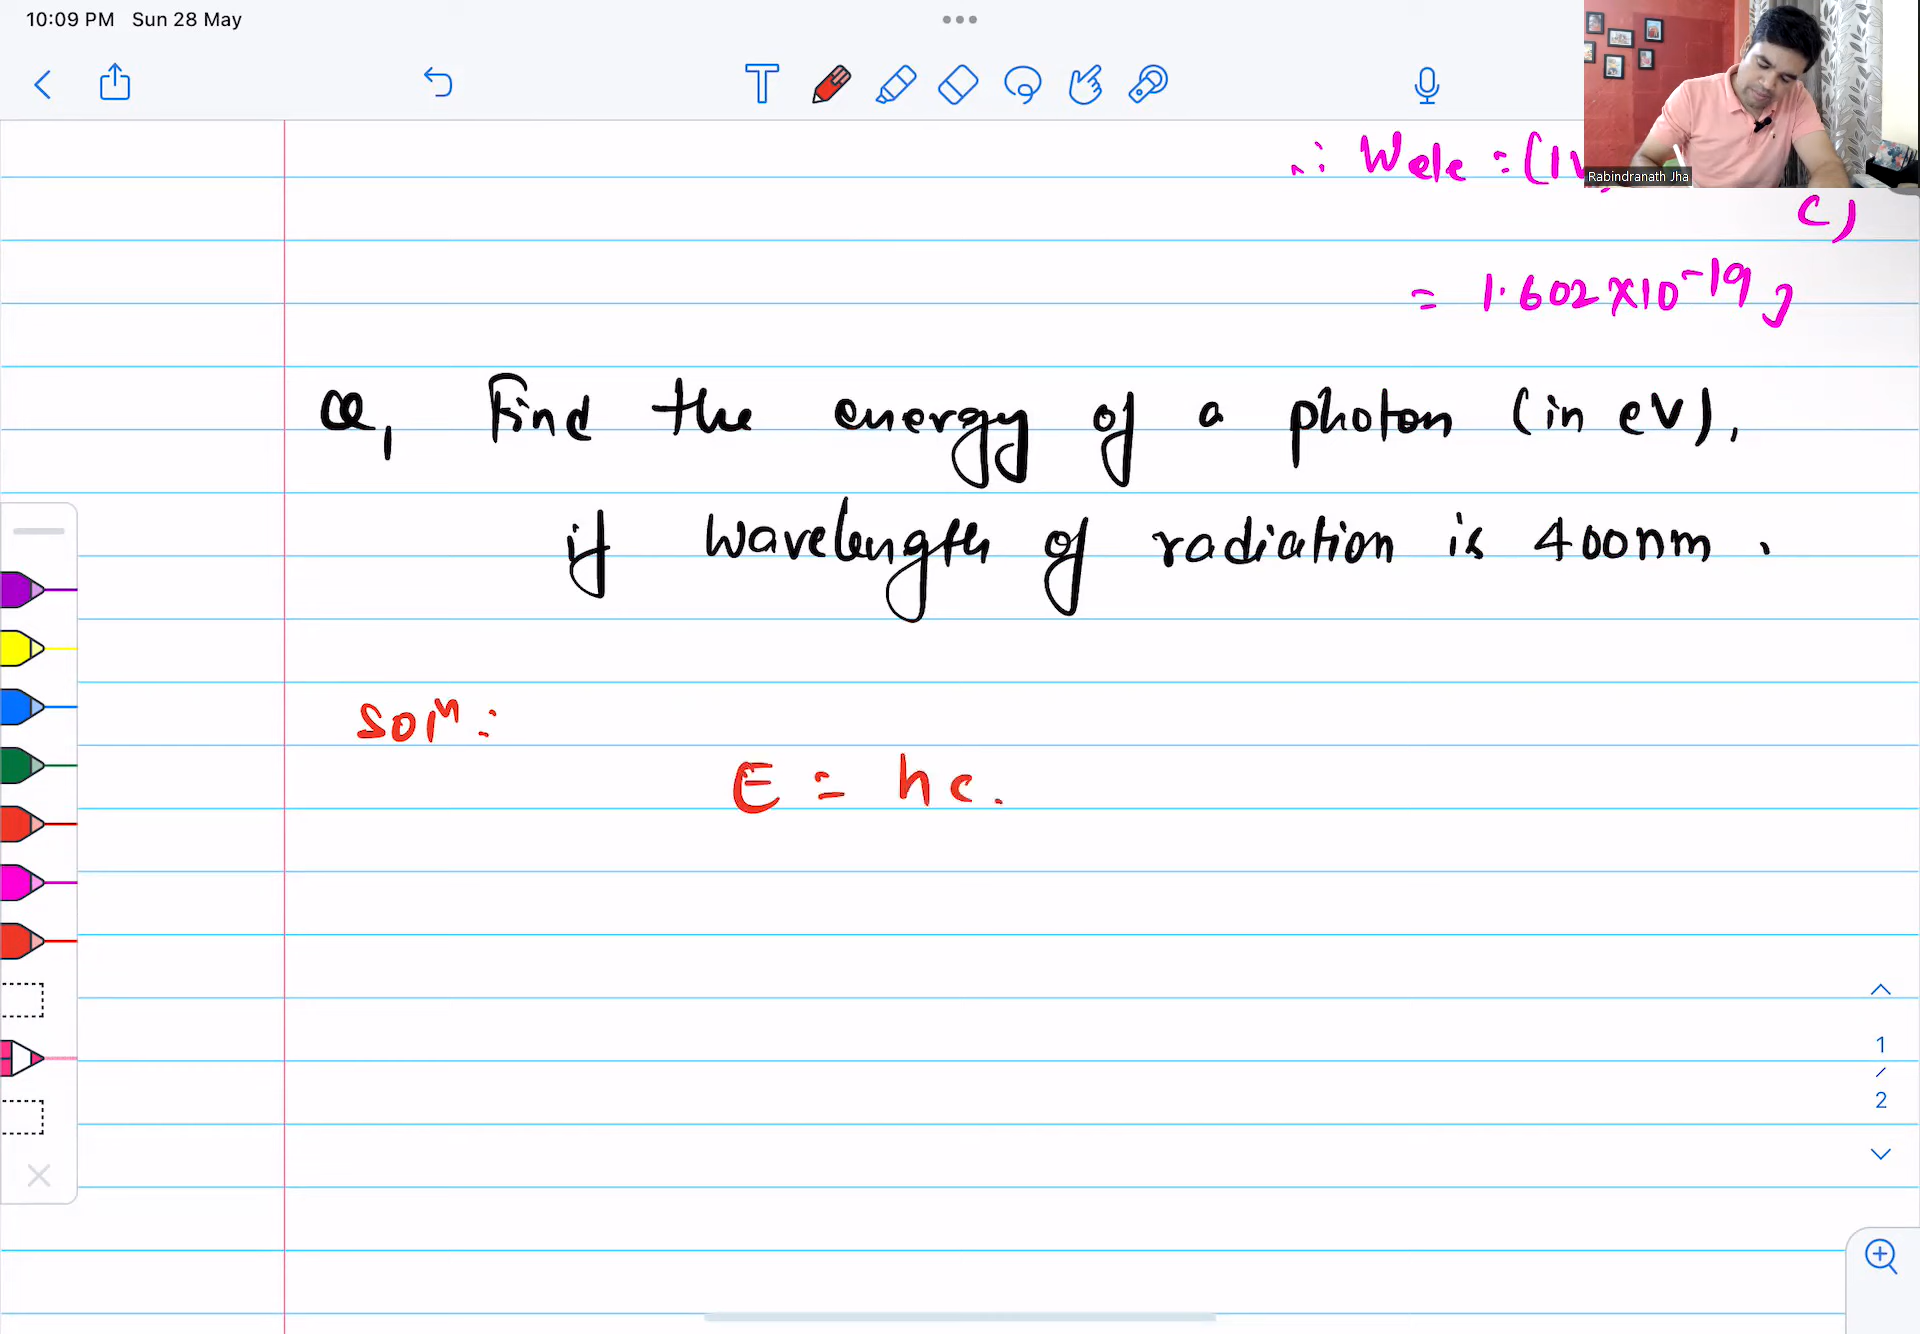 10:09 PM Sun 28 May
∴ Wele = (1V
Rabindranath Jha
C)
= 1.602 × 10⁻¹⁹ J
Q, Find the energy of a photon (in eV),
if wavelength of radiation is 400nm.
Solⁿ:
E = hc.
1
/
2